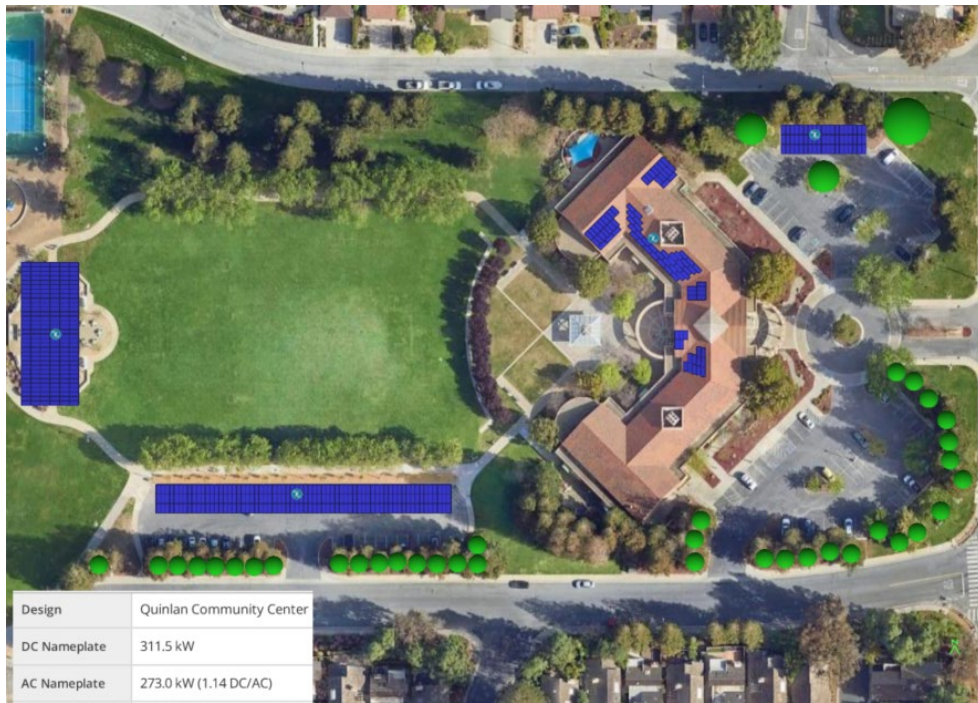 Design Quinlan Community Center
DC Nameplate 311.5 kW
AC Nameplate 273.0 kW (1.14 DC/AC)